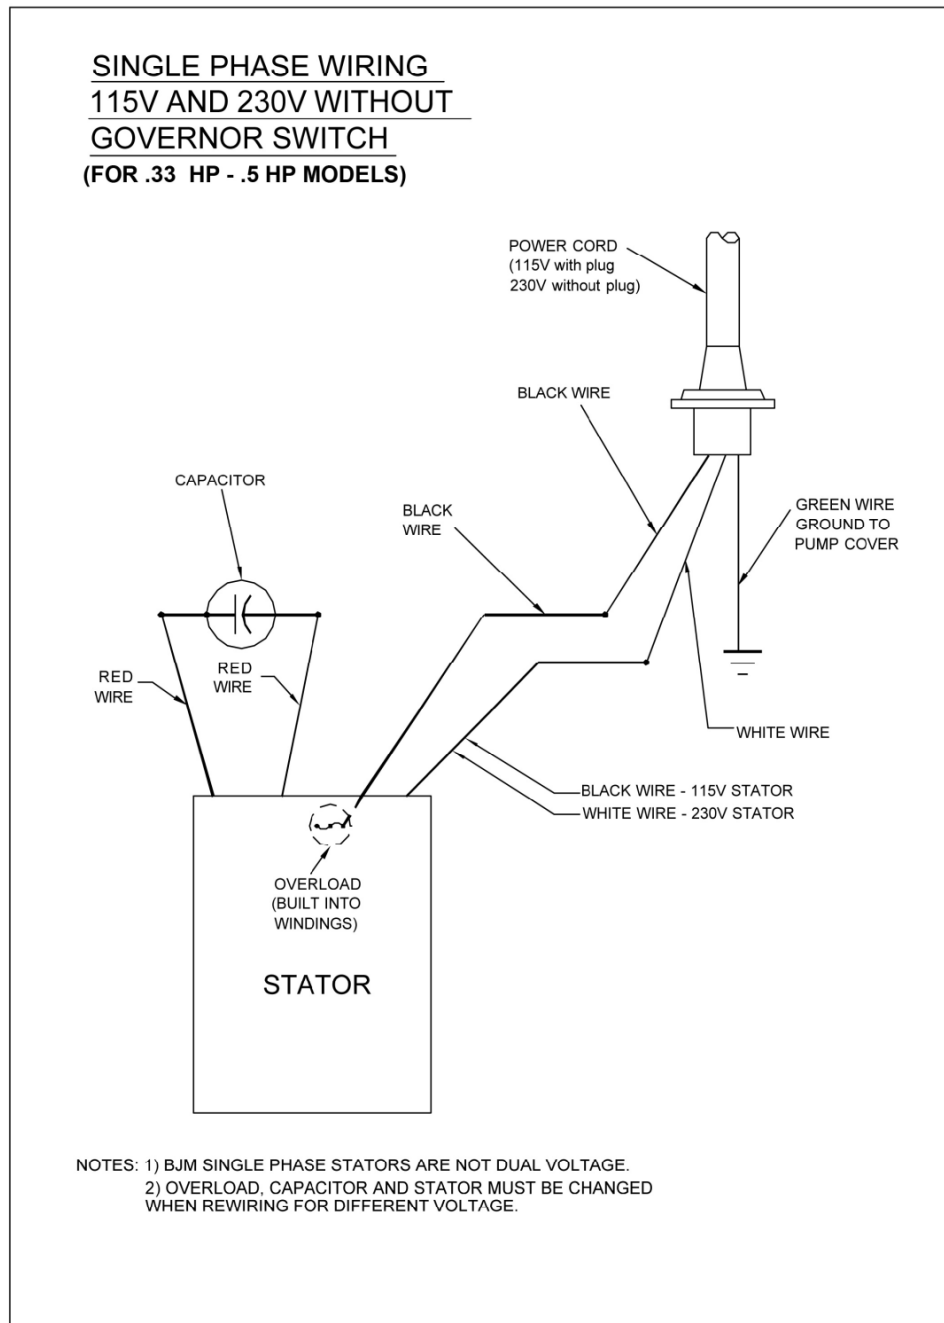 SINGLE PHASE WIRING
115V AND 230V WITHOUT
GOVERNOR SWITCH
(FOR .33 HP - .5 HP MODELS)
POWER CORD
(115V with plug
230V without plug)
BLACK WIRE
CAPACITOR
BLACK
WIRE
GREEN WIRE
GROUND TO
PUMP COVER
RED
WIRE
RED
WIRE
WHITE WIRE
BLACK WIRE - 115V STATOR
WHITE WIRE - 230V STATOR
OVERLOAD
(BUILT INTO
WINDINGS)
STATOR
NOTES: 1) BJM SINGLE PHASE STATORS ARE NOT DUAL VOLTAGE.
2) OVERLOAD, CAPACITOR AND STATOR MUST BE CHANGED
WHEN REWIRING FOR DIFFERENT VOLTAGE.